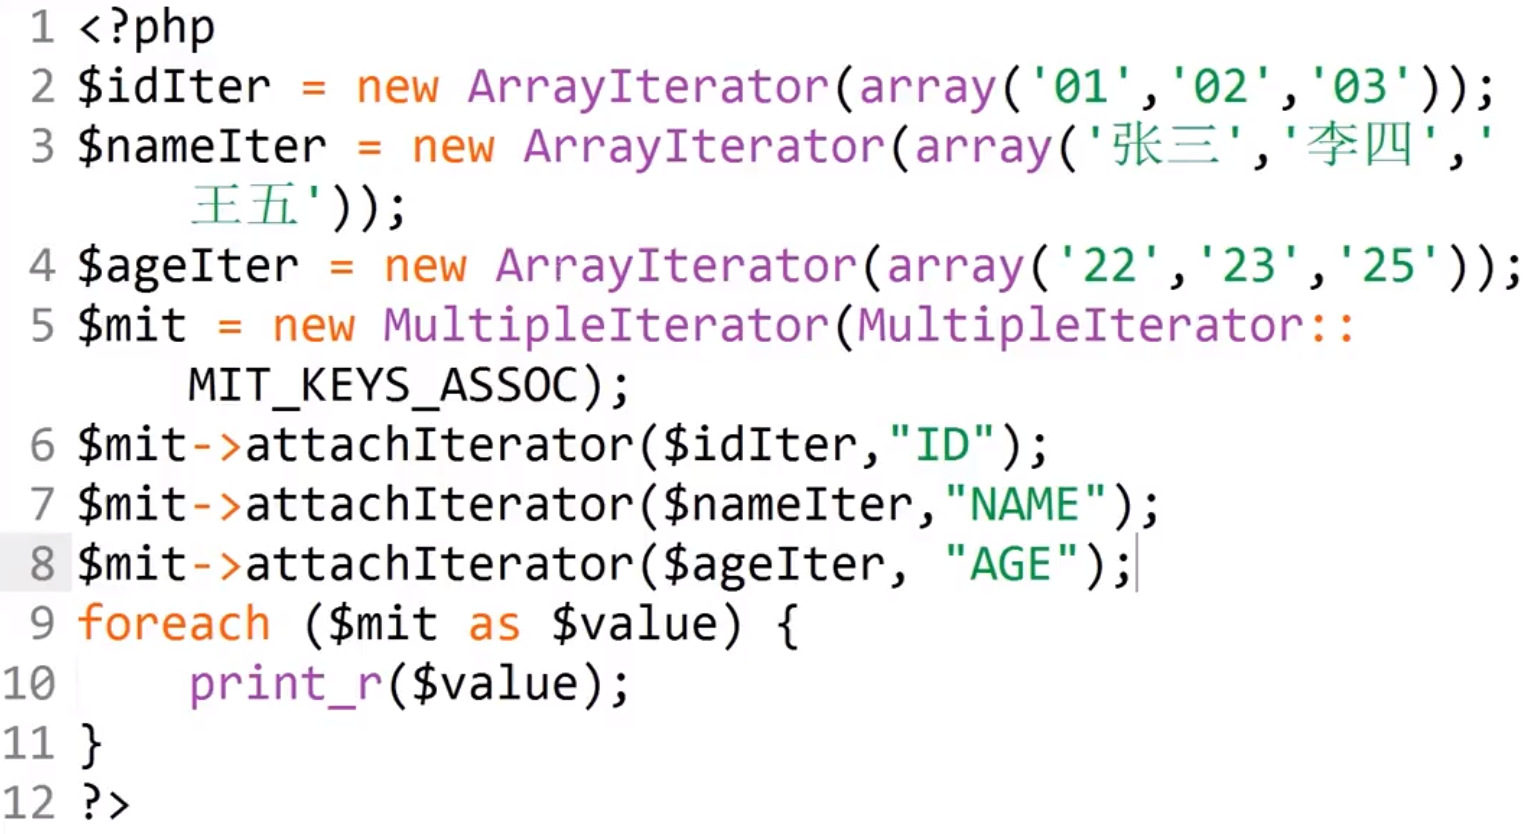 1 <?php
2 $idIter = new ArrayIterator(array('01','02','03'));
3 $nameIter = new ArrayIterator(array('张三','李四','
王五'));
4 $ageIter = new ArrayIterator(array('22','23','25'));
5 $mit = new MultipleIterator(MultipleIterator::
MIT_KEYS_ASSOC);
6 $mit->attachIterator($idIter,"ID");
7 $mit->attachIterator($nameIter,"NAME");
8 $mit->attachIterator($ageIter, "AGE");
9 foreach ($mit as $value) {
10 print_r($value);
11 }
12 ?>